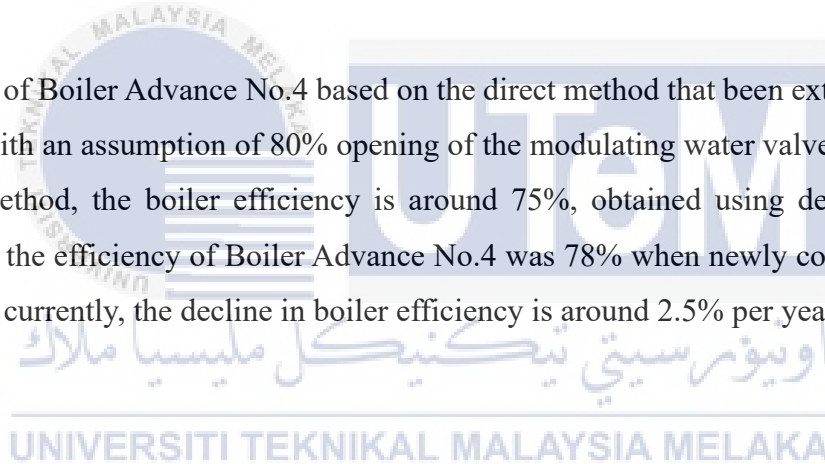 of Boiler Advance No.4 based on the direct method that been ext
ith an assumption of 80% opening of the modulating water valve
ethod, the boiler efficiency is around 75%, obtained using de
the efficiency of Boiler Advance No.4 was 78% when newly co
currently, the decline in boiler efficiency is around 2.5% per yea
UTeM
اونيۏرسيتي تيكنيكل مليسيا ملاك
UNIVERSITI TEKNIKAL MALAYSIA MELAKA